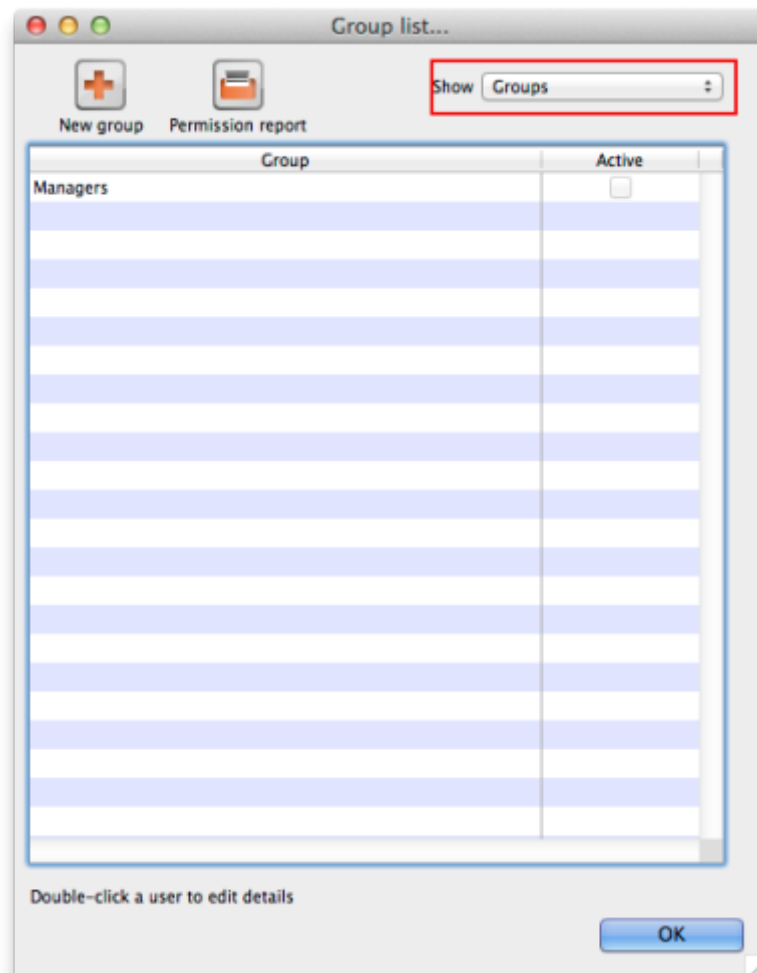 Group list...
Show Groups
New group Permission report
Group Active
Managers
Double-click a user to edit details
OK